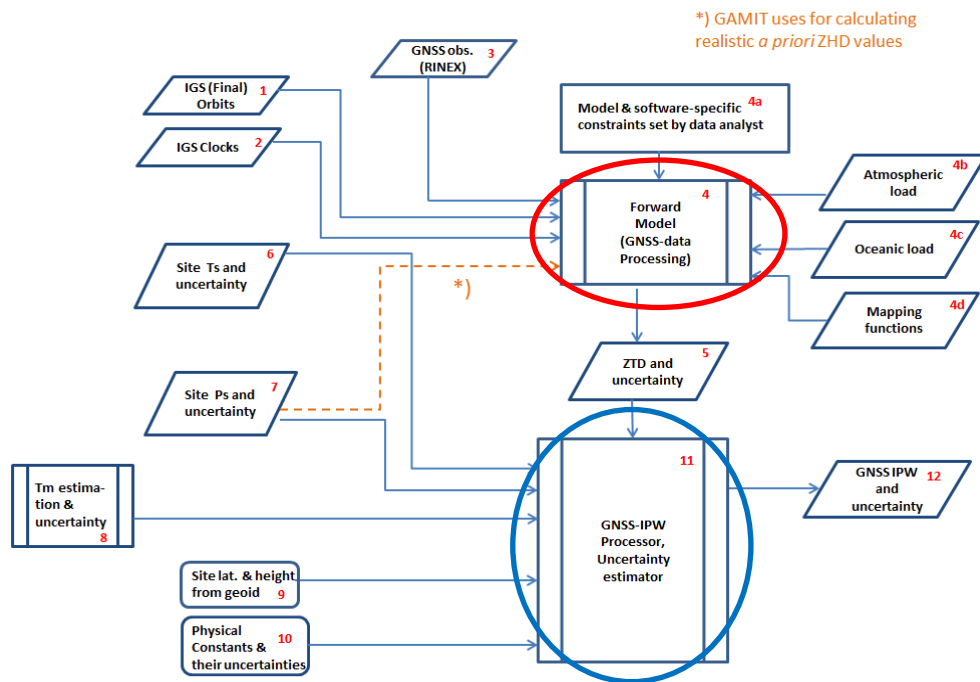 *) GAMIT uses for calculating
realistic a priori ZHD values
GNSS obs. 3
(RINEX)
IGS (Final) 1
Orbits
IGS Clocks 2
Model & software-specific 4a
constraints set by data analyst
4b
Atmospheric
load
4
Forward
Model
(GNSS-data
Processing)
4c
Oceanic load
6
Site Ts and
uncertainty
*)
4d
Mapping
functions
5
ZTD and
uncertainty
7
Site Ps and
uncertainty
11
GNSS-IPW
Processor,
Uncertainty
estimator
GNSS IPW 12
and
uncertainty
Tm estima-
tion &
uncertainty
8
Site lat. & height
from geoid 9
Physical 10
Constants &
their uncertainties